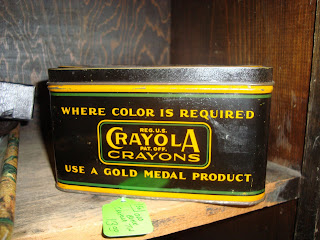 WHERE COLOR IS REQUIRED
REG. U.S.
CRAYOLA
PAT. OFF.
CRAYONS
USE A GOLD MEDAL PRODUCT